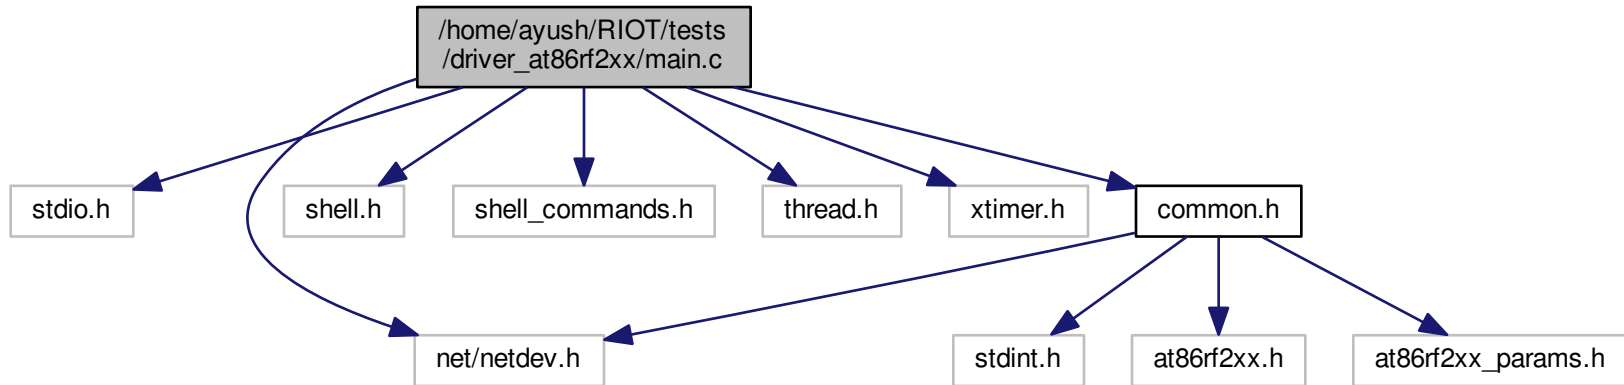 /home/ayush/RIOT/tests
/driver_at86rf2xx/main.c
stdio.h
shell.h
shell_commands.h
thread.h
xtimer.h
common.h
net/netdev.h
stdint.h
at86rf2xx.h
at86rf2xx_params.h